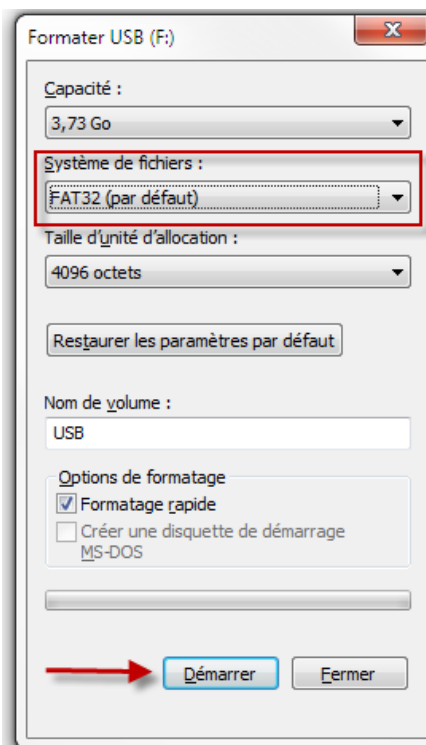 Formater USB (F:)
Capacité :
3,73 Go
Système de fichiers :
FAT32 (par défaut)
Taille d'unité d'allocation :
4096 octets
Restaurer les paramètres par défaut
Nom de volume :
USB
Options de formatage
Formatage rapide
Créer une disquette de démarrage
MS-DOS
Démarrer
Fermer